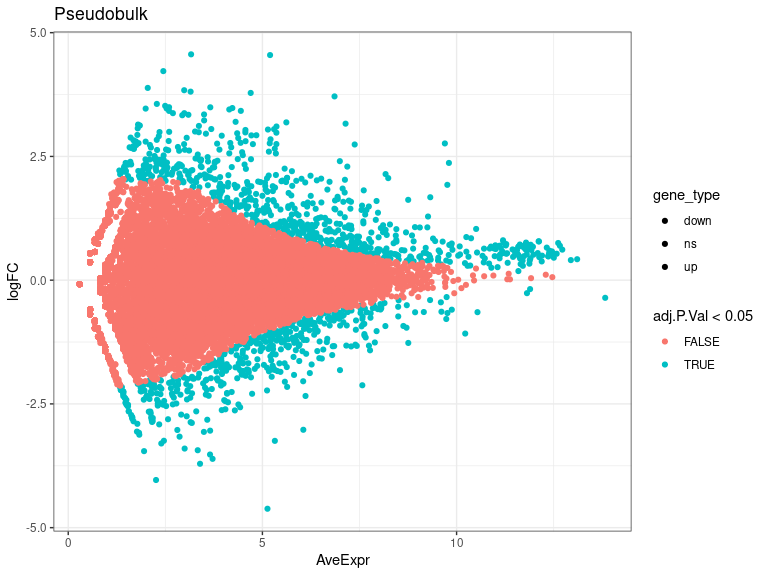 Pseudobulk
5.0
2.5
0.0
-2.5
-5.0
logFC
0
5
10
AveExpr
gene_type
down
ns
up
adj.P.Val < 0.05
FALSE
TRUE